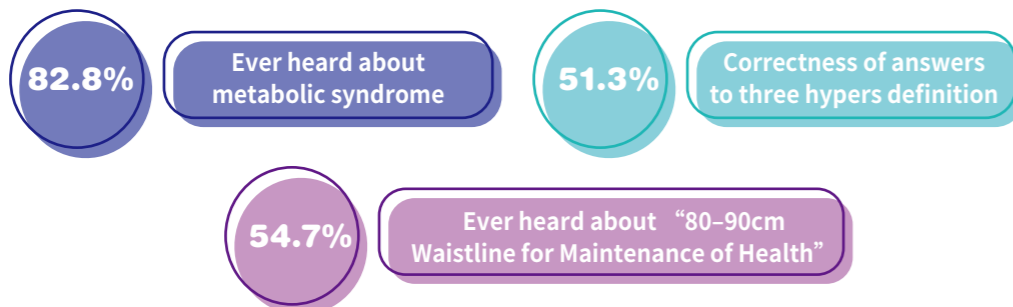 82.8%
Ever heard about
metabolic syndrome
51.3%
Correctness of answers
to three hypers definition
54.7%
Ever heard about “80–90cm
Waistline for Maintenance of Health”